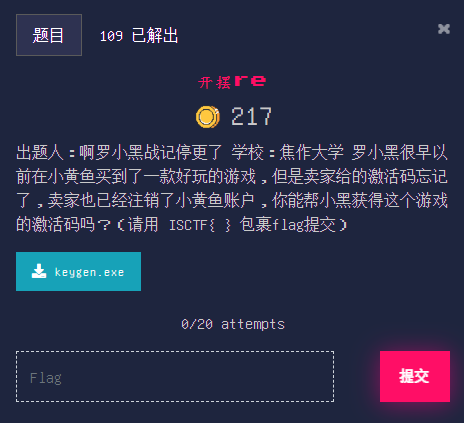 题目 109 已解出
开摆re
217
出题人：啊罗小黑战记停更了 学校：焦作大学 罗小黑很早以
前在小黄鱼买到了一款好玩的游戏，但是卖家给的激活码忘记
了，卖家也已经注销了小黄鱼账户，你能帮小黑获得这个游戏
的激活码吗？（请用 ISCTF{ } 包裹flag提交）
keygen.exe
0/20 attempts
Flag
提交